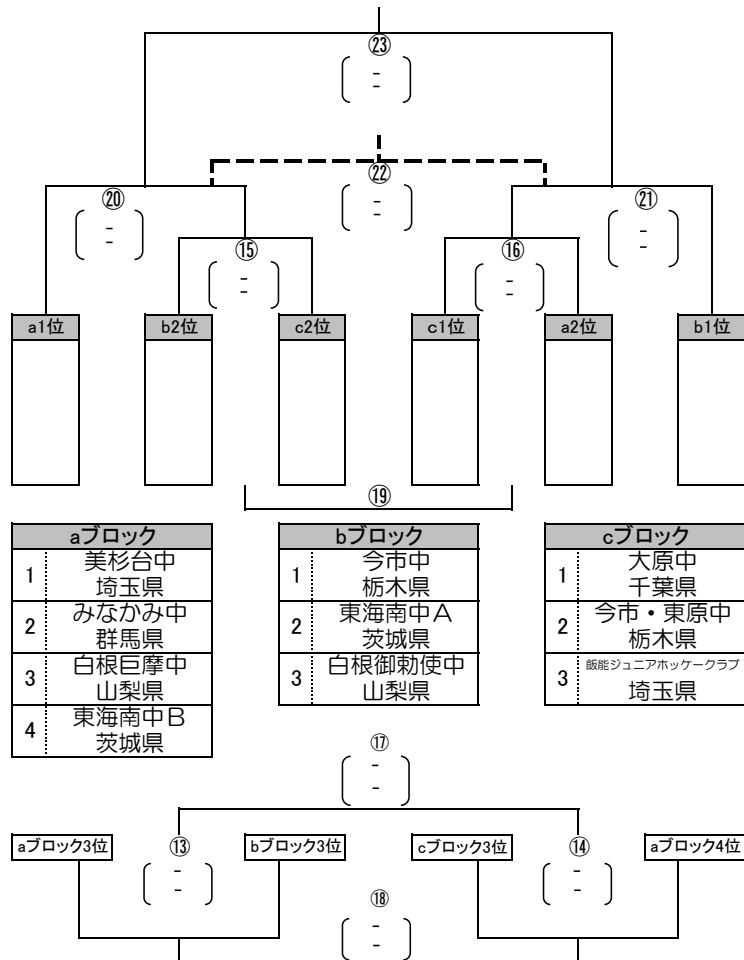 ㉓
- -
㉒
- -
⑳
- -
㉑
- -
⑮
- -
⑯
- -
a1位 b2位 c2位 c1位 a2位 b1位
⑲
aブロック
1 美杉台中
埼玉県
2 みなかみ中
群馬県
3 白根巨摩中
山梨県
4 東海南中B
茨城県
bブロック
1 今市中
栃木県
2 東海南中A
茨城県
3 白根御勅使中
山梨県
cブロック
1 大原中
千葉県
2 今市・東原中
栃木県
3 飯能ジュニアホッケークラブ
埼玉県
⑰
- -
aブロック3位 ⑬ bブロック3位 cブロック3位 ⑭ aブロック4位
- -
- -
⑱
- -